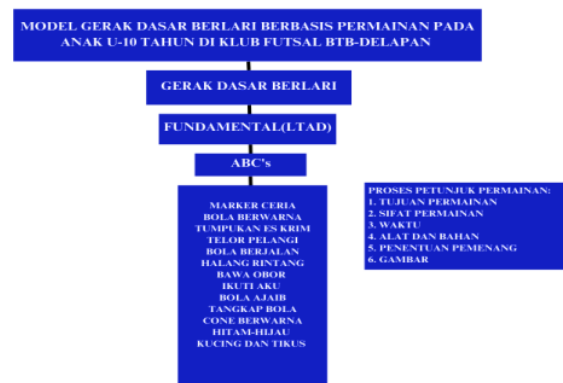 MODEL GERAK DASAR BERLARI BERBASIS PERMAINAN PADA
ANAK U-10 TAHUN DI KLUB FUTSAL BTB-DELAPAN
GERAK DASAR BERLARI
FUNDAMENTAL(LTAD)
ABC's
MARKER CERIA
BOLA BERWARNA
TUMPUKAN ES KRIM
TELOR PELANGI
BOLA BERJALAN
HALANG RINTANG
BAWA OBOR
IKUTI AKU
BOLA AJAIB
TANGKAP BOLA
CONE BERWARNA
HITAM-HIJAU
KUCING DAN TIKUS
PROSES PETUNJUK PERMAINAN:
1. TUJUAN PERMAINAN
2. SIFAT PERMAINAN
3. WAKTU
4. ALAT DAN BAHAN
5. PENENTUAN PEMENANG
6. GAMBAR